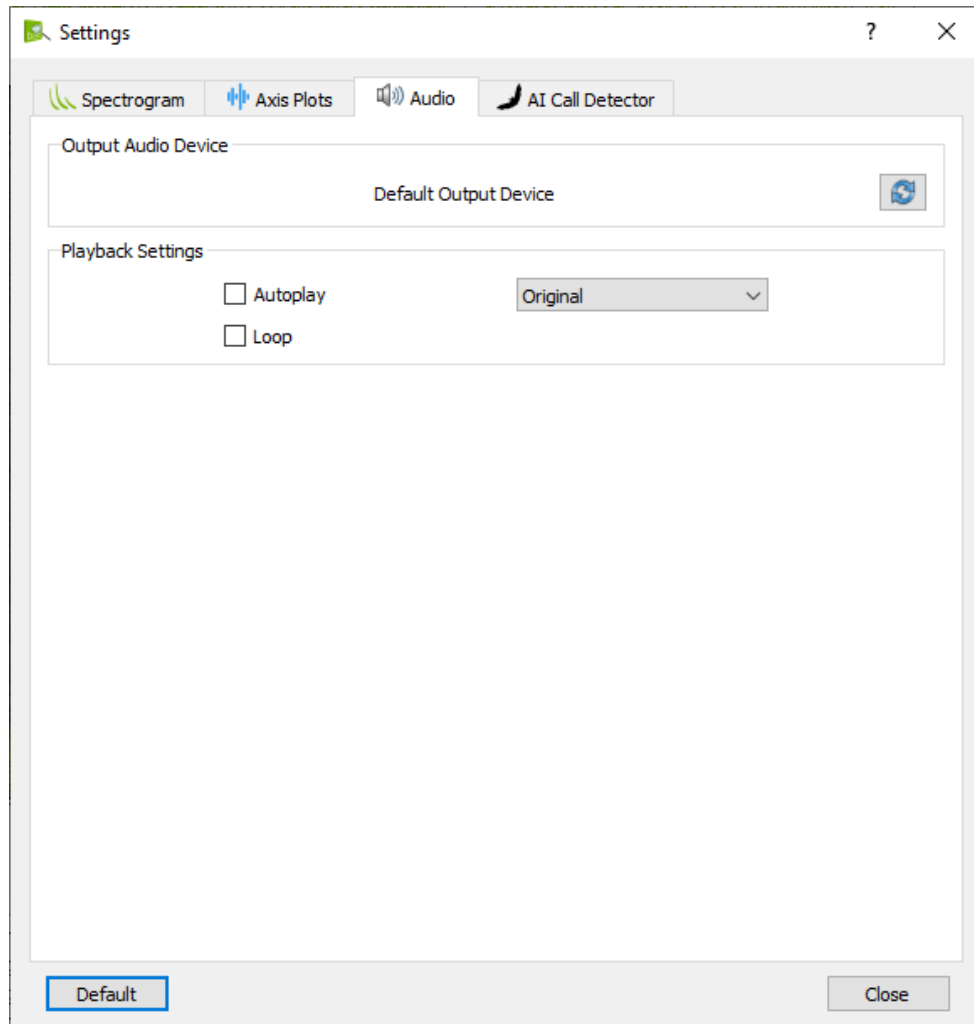 Settings
?
Spectrogram Axis Plots Audio AI Call Detector
Output Audio Device
Default Output Device
Playback Settings
Autoplay Original
Loop
Default Close